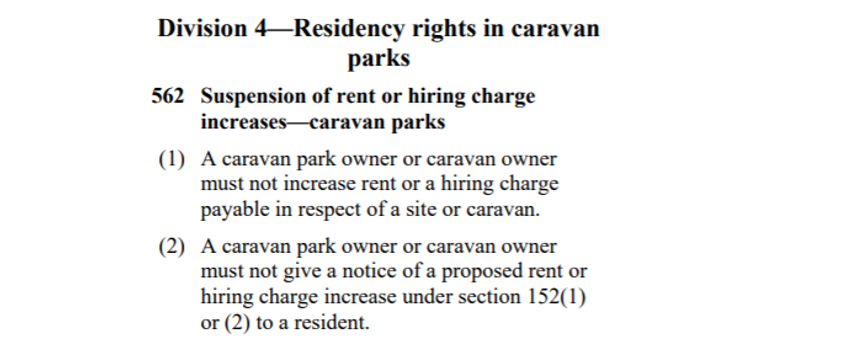 Division 4—Residency rights in caravan
parks
562 Suspension of rent or hiring charge
increases—caravan parks
(1) A caravan park owner or caravan owner
must not increase rent or a hiring charge
payable in respect of a site or caravan.
(2) A caravan park owner or caravan owner
must not give a notice of a proposed rent or
hiring charge increase under section 152(1)
or (2) to a resident.